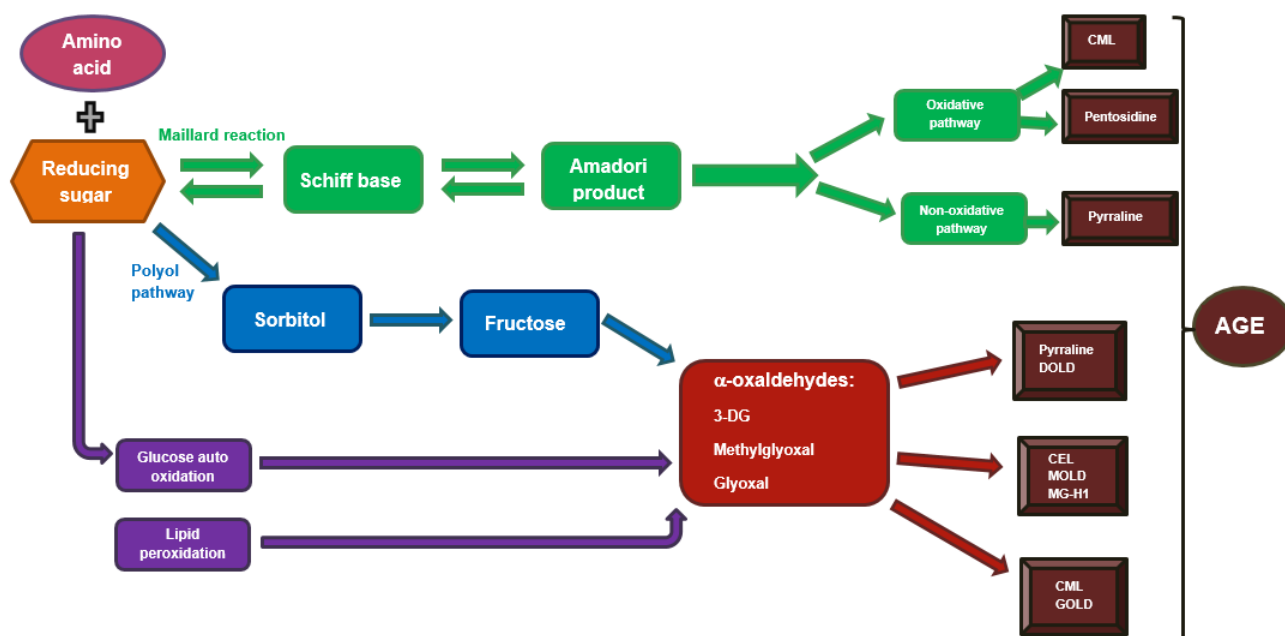 Amino
acid
Reducing
sugar
Maillard reaction
Schiff base
Amadori
product
Oxidative
pathway
Non-oxidative
pathway
CML
Pentosidine
Pyrraline
Polyol
pathway
Sorbitol
Fructose
Glucose auto
oxidation
Lipid
peroxidation
α-oxaldehydes:
3-DG
Methylglyoxal
Glyoxal
Pyrraline
DOLD
CEL
MOLD
MG-H1
CML
GOLD
AGE